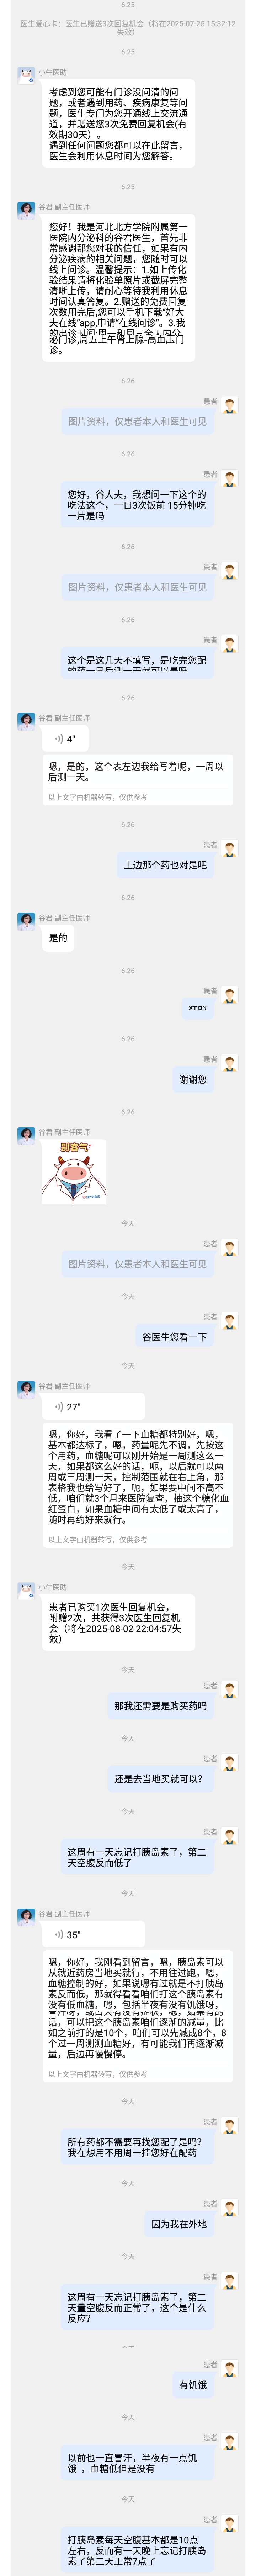 6.25
医生爱心卡：医生已赠送3次回复机会（将在2025-07-25 15:32:12
失效）
6.25
小牛医助
考虑到您可能有门诊没问清的问
题，或者遇到用药、疾病康复等问
题，医生专门为您开通线上交流通
道，并赠送您3次免费回复机会(有
效期30天）。
遇到任何问题您都可以在此留言，
医生会利用休息时间为您解答。
6.25
谷君 副主任医师
您好！我是河北北方学院附属第一
医院内分泌科的谷君医生，首先非
常感谢那您对我的信任，如果有内
分泌疾病的相关问题，您随时可以
线上问诊。温馨提示：1.如上传化
验结果请将化验单照片或截屏完整
清晰上传，请耐心等待我利用休息
时间认真答复。2.赠送的免费回复
次数用完后,您可以手机下载“好大
夫在线”app,申请“在线问诊”。3.我
的出诊时间:周一和周三全天内分
泌门诊,周五上午肾上腺-高血压门
诊。
6.26
患者
图片资料，仅患者本人和医生可见
6.26
患者
您好，谷大夫，我想问一下这个的
吃法这个，一日3次饭前 15分钟吃
一片是吗
6.26
患者
图片资料，仅患者本人和医生可见
6.26
患者
这个是这几天不填写，是吃完您配
的药一周后测一天就可以是吗
6.26
谷君 副主任医师
4"
嗯，是的，这个表左边我给写着呢，一周以
后测一天。
以上文字由机器转写，仅供参考
6.26
患者
上边那个药也对是吧
6.26
谷君 副主任医师
是的
6.26
患者
6.26
患者
谢谢您
6.26
谷君 副主任医师
别客气
今天
患者
图片资料，仅患者本人和医生可见
今天
患者
谷医生您看一下
今天
谷君 副主任医师
27"
嗯，你好，我看了一下血糖都特别好，嗯，
基本都达标了，嗯，药量呢先不调，先按这
个用药，血糖呢可以刚开始是一周测这么一
天，如果都这么好的话，呃，以后就可以两
周或三周测一天，控制范围就在右上角，那
表格我也给写好了，呃，如果要中间不高不
低，咱们就3个月来医院复查，抽这个糖化血
红蛋白，如果血糖中间有太低了或太高了，
随时再约好来就行。
以上文字由机器转写，仅供参考
今天
小牛医助
患者已购买1次医生回复机会，
附赠2次，共获得3次医生回复机
会（将在2025-08-02 22:04:57失
效）
今天
患者
那我还需要是购买药吗
今天
患者
还是去当地买就可以?
今天
患者
这周有一天忘记打胰岛素了，第二
天空腹反而低了
今天
谷君 副主任医师
35"
嗯，你好，我刚看到留言，嗯，胰岛素可以
从就近药房当地买就行，不用往过跑，嗯，
血糖控制的好，如果说嗯有过就是不打胰岛
素反而低，那就得看看咱们打这个胰岛素有
没有低血糖，嗯，包括半夜有没有饥饿呀，
话，可以把这个胰岛素咱们逐渐的减量，比
如之前打的是10个，咱们可以先减成8个，8
个过一周测测血糖好，有可能我们再逐渐减
量，后边再慢慢停。
以上文字由机器转写，仅供参考
今天
患者
所有药都不需要再找您配了是吗?
我在想用不用周一挂您好在配药
今天
患者
因为我在外地
今天
患者
这周有一天忘记打胰岛素了，第二
天量空腹反而正常了，这个是什么
反应?
患者
有饥饿
今天
患者
以前也一直冒汗，半夜有一点饥
饿 ，血糖低但是没有
今天
患者
打胰岛素每天空腹基本都是10点
左右，反而有一天晚上忘记打胰岛
素了第二天正常7点了